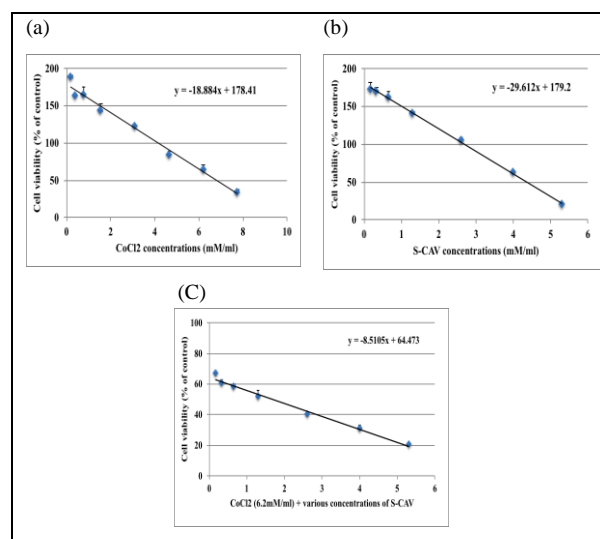 (a)
y = -18.884x + 178.41
Cell viability (% of control)
200
150
100
50
0
0 2 4 6 8 10
CoCl2 concentrations (mM/ml)
(b)
y = -29.612x + 179.2
Cell viability (% of control)
200
150
100
50
0
0 1 2 3 4 5 6
S-CAV concentrations (mM/ml)
(C)
y = -8.5105x + 64.473
Cell viability (% of control)
100
80
60
40
20
0
0 1 2 3 4 5 6
CoCl2 (6.2mM/ml) + various concentrations of S-CAV